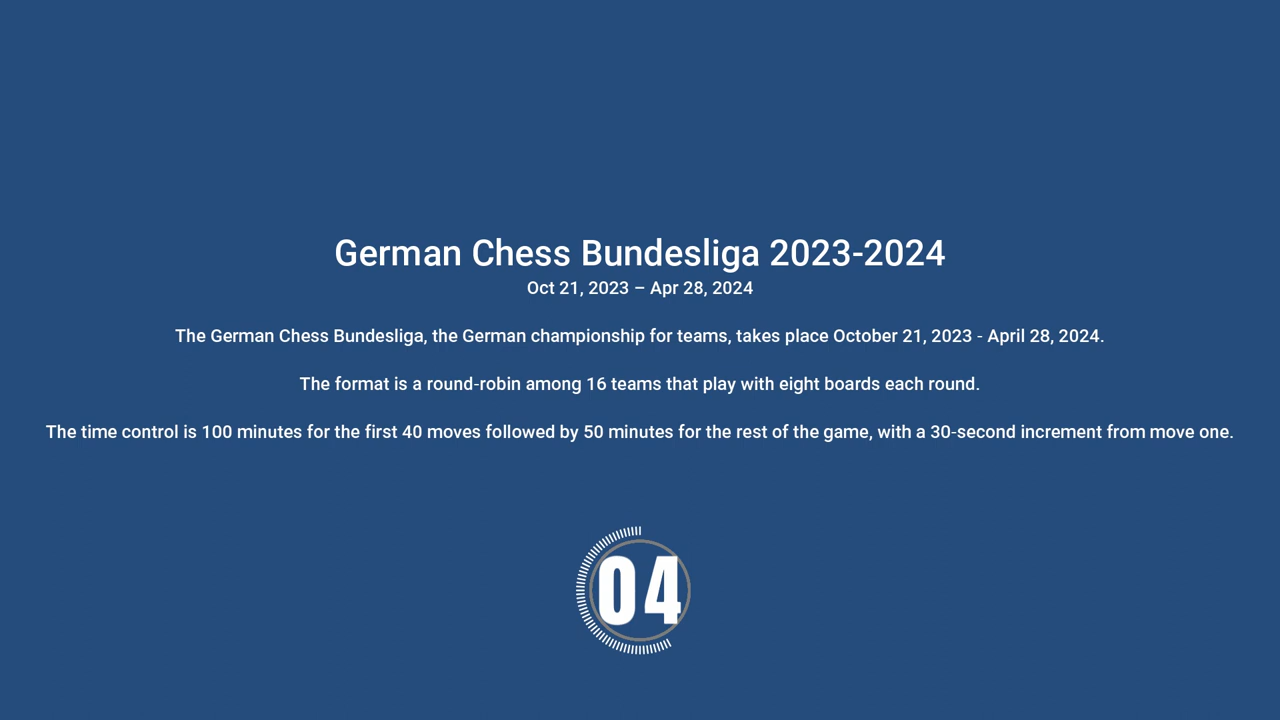 German Chess Bundesliga 2023-2024
Oct 21, 2023 – Apr 28, 2024
The German Chess Bundesliga, the German championship for teams, takes place October 21, 2023 - April 28, 2024.
The format is a round-robin among 16 teams that play with eight boards each round.
The time control is 100 minutes for the first 40 moves followed by 50 minutes for the rest of the game, with a 30-second increment from move one.
04